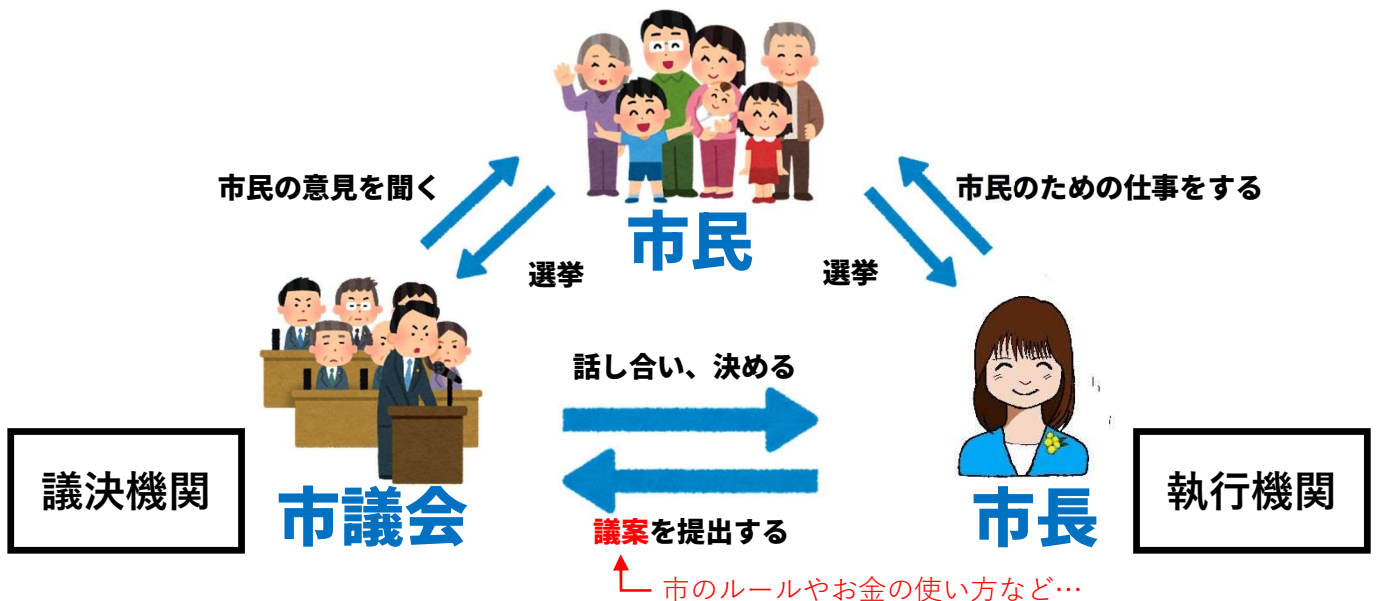 市民の意見を聞く
市民のための仕事をする
市民
選挙
選挙
話し合い、決める
議決機関
市議会
市長
執行機関
議案を提出する
市のルールやお金の使い方など…